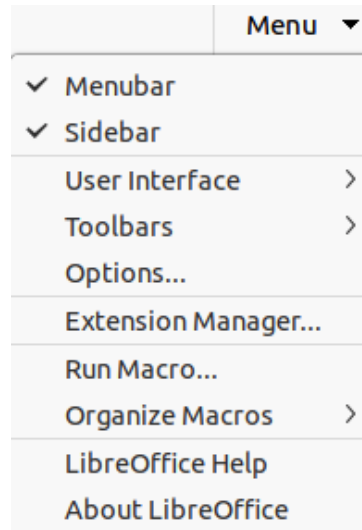 Menu
Menubar
Sidebar
User Interface
Toolbars
Options...
Extension Manager...
Run Macro...
Organize Macros
LibreOffice Help
About LibreOffice